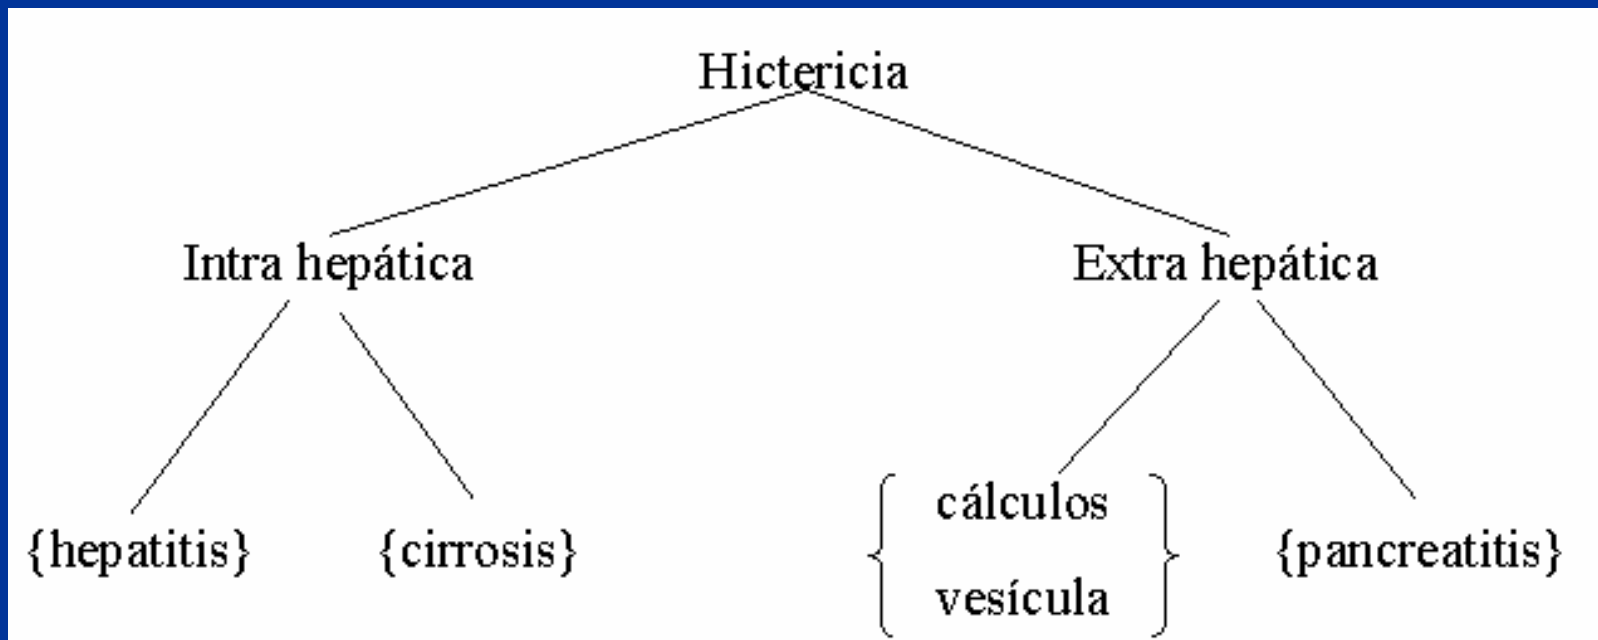 Hictericia
Intra hepática
Extra hepática
{hepatitis}
{cirrosis}
{cálculos
vesícula}
{pancreatitis}